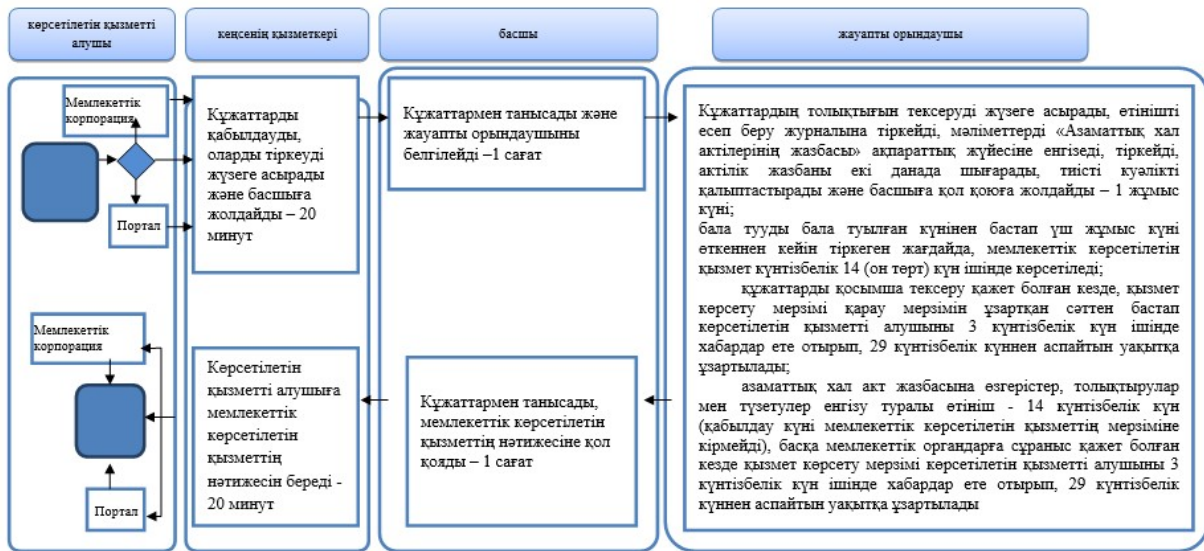 көрсетілетін қызметті
алушы
кеңсенің қызметкері
басшы
жауапты орындаушы
Мемлекеттік
корпорация
Портал
Құжаттарды
қабылдауды,
оларды тіркеуді
жүзеге асырады
және басшыға
жолдайды – 20
минут
Құжаттармен танысады және
жауапты орындаушыны
белгілейді –1 сағат
Құжаттардың толықтығын тексеруді жүзеге асырады, өтінішті
есеп беру журналына тіркейді, мәліметтерді «Азаматтық хал
актілерінің жазбасы» ақпараттық жүйесіне енгізеді, тіркейді,
актілік жазбаны екі данада шығарады, тиісті куәлікті
қалыптастырады және басшыға қол қоюға жолдайды – 1 жұмыс
күні;
бала тууды бала туылған күнінен бастап үш жұмыс күні
өткеннен кейін тіркеген жағдайда, мемлекеттік көрсетілетін
қызмет күнтізбелік 14 (он төрт) күн ішінде көрсетіледі;
құжаттарды қосымша тексеру қажет болған кезде, қызмет
көрсету мерзімі қарау мерзімін ұзартқан сәттен бастап
көрсетілетін қызметті алушыны 3 күнтізбелік күн ішінде
хабардар ете отырып, 29 күнтізбелік күннен аспайтын уақытқа
ұзартылады;
азаматтық хал акт жазбасына өзгерістер, толықтырулар
мен түзетулер енгізу туралы өтініш - 14 күнтізбелік күн
(қабылдау күні мемлекеттік көрсетілетін қызметтің мерзіміне
кірмейді), басқа мемлекеттік органдарға сұраныс қажет болған
кезде қызмет көрсету мерзімі көрсетілетін қызметті алушыны 3
күнтізбелік күн ішінде хабардар ете отырып, 29 күнтізбелік
күннен аспайтын уақытқа ұзартылады
Мемлекеттік
корпорация
Портал
Көрсетілетін
қызметті алушыға
мемлекеттік
көрсетілетін
қызметтің
нәтижесін береді -
20 минут
Құжаттармен танысады,
мемлекеттік көрсетілетін
қызметтің нәтижесіне қол
қояды – 1 сағат